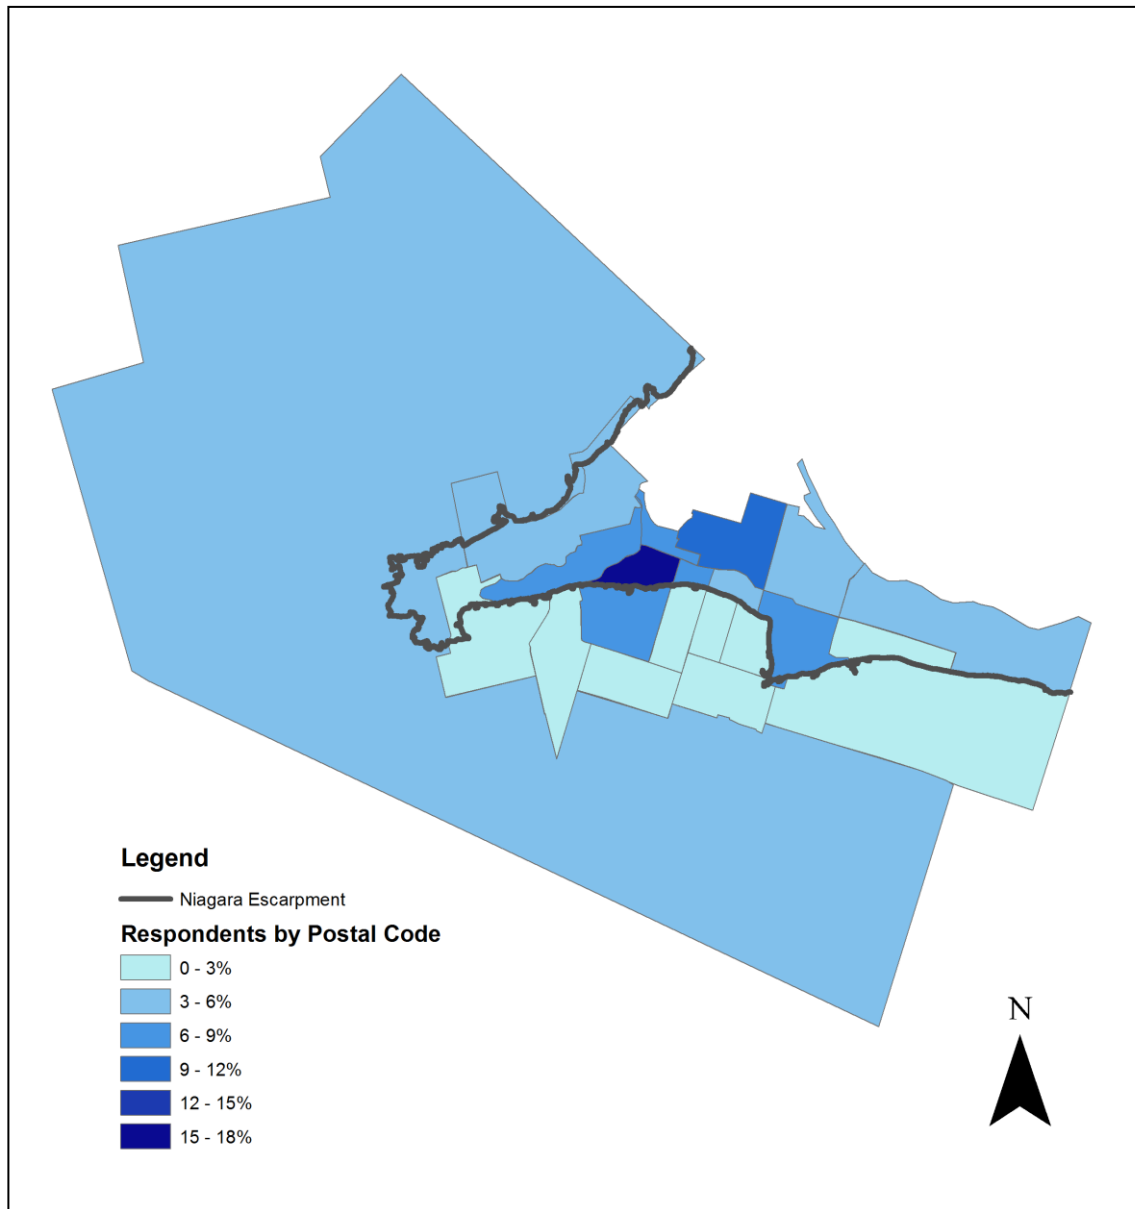 Legend
Niagara Escarpment
Respondents by Postal Code
0 - 3%
3 - 6%
6 - 9%
9 - 12%
12 - 15%
15 - 18%
N